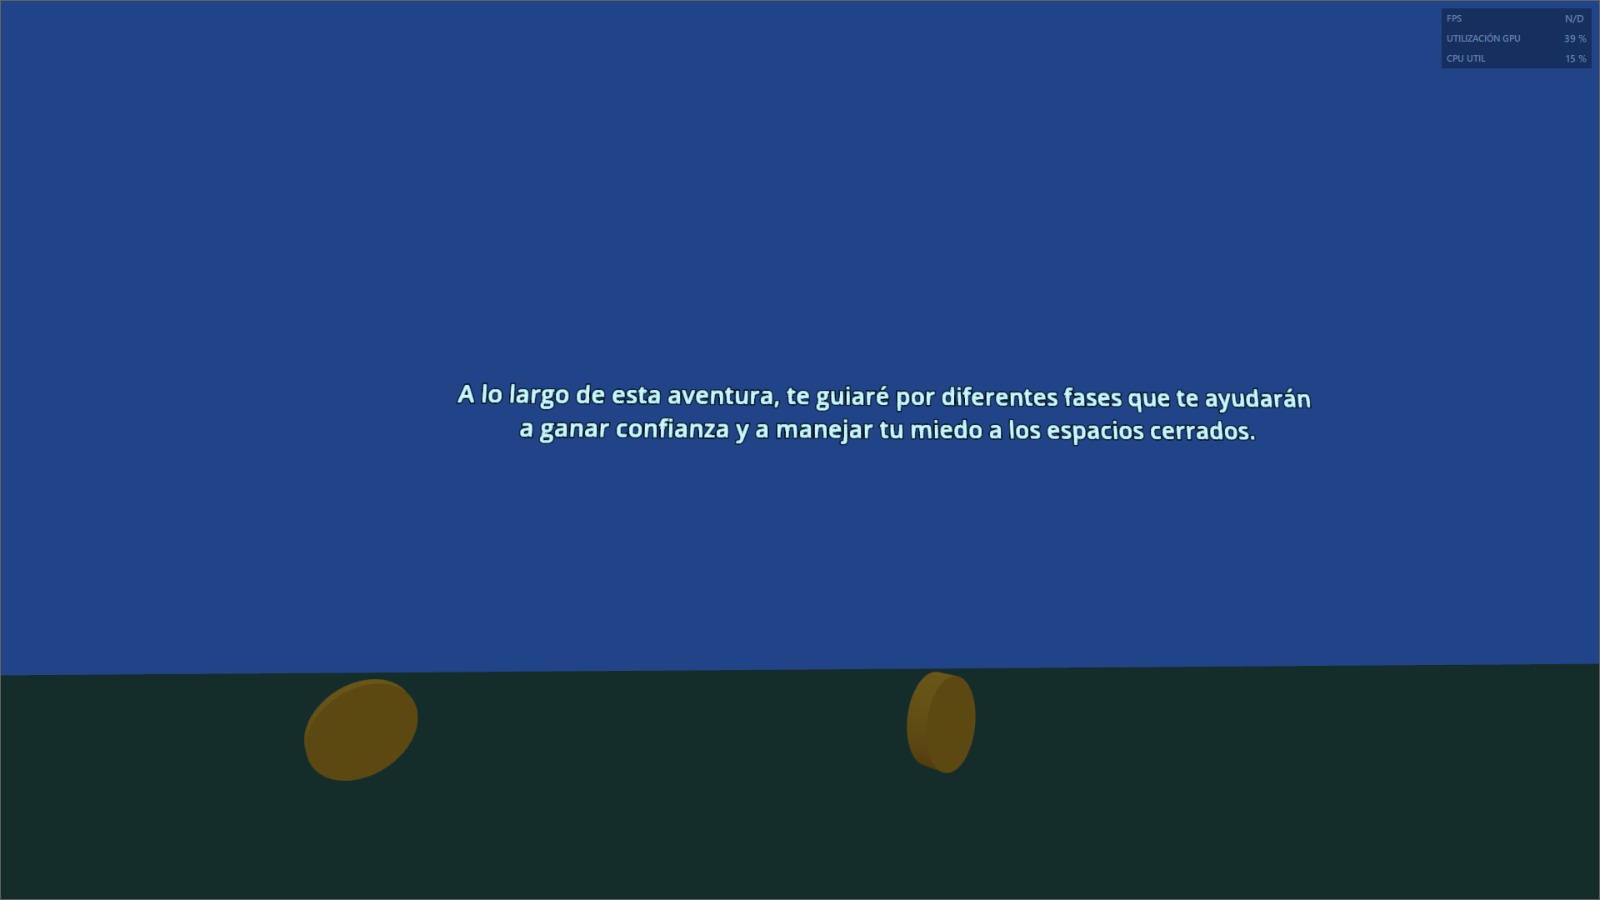 FPS N/D
UTILIZACIÓN GPU 39 %
CPU UTIL 15 %
A lo largo de esta aventura, te guiaré por diferentes fases que te ayudarán
a ganar confianza y a manejar tu miedo a los espacios cerrados.